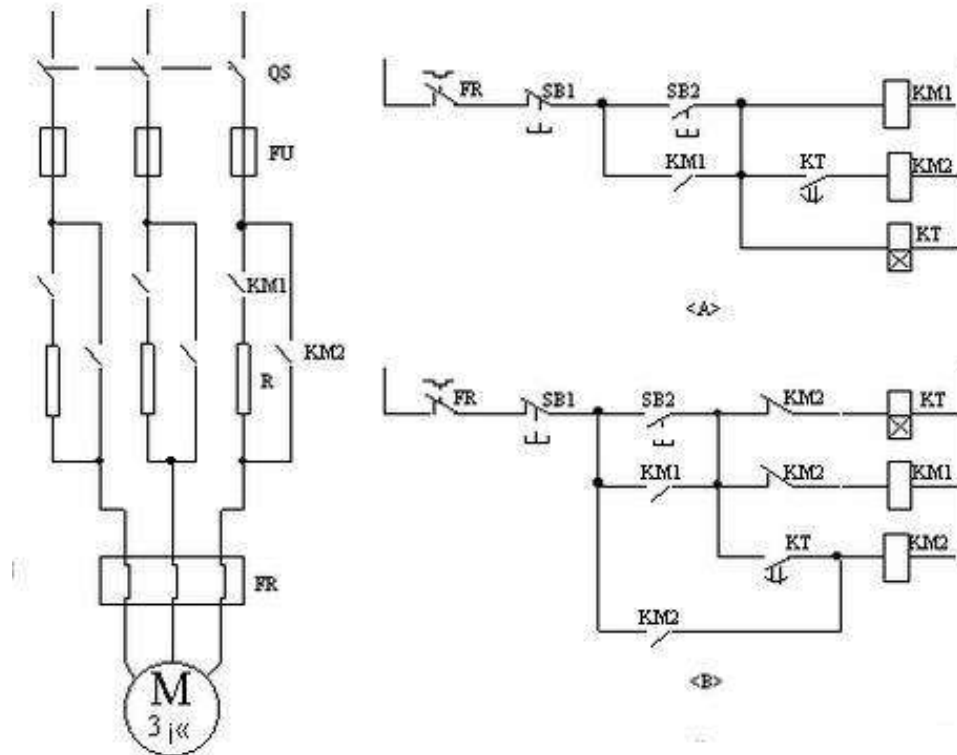 QS
FU
KM1
KM2
R
FR
M
3 j«
FR SB1 SB2 KM1
KM1 KT KM2
KT
<A>
FR SB1 SB2 KM2 KT
KM1 KM2 KM1
KT KM2
KM2
<B>